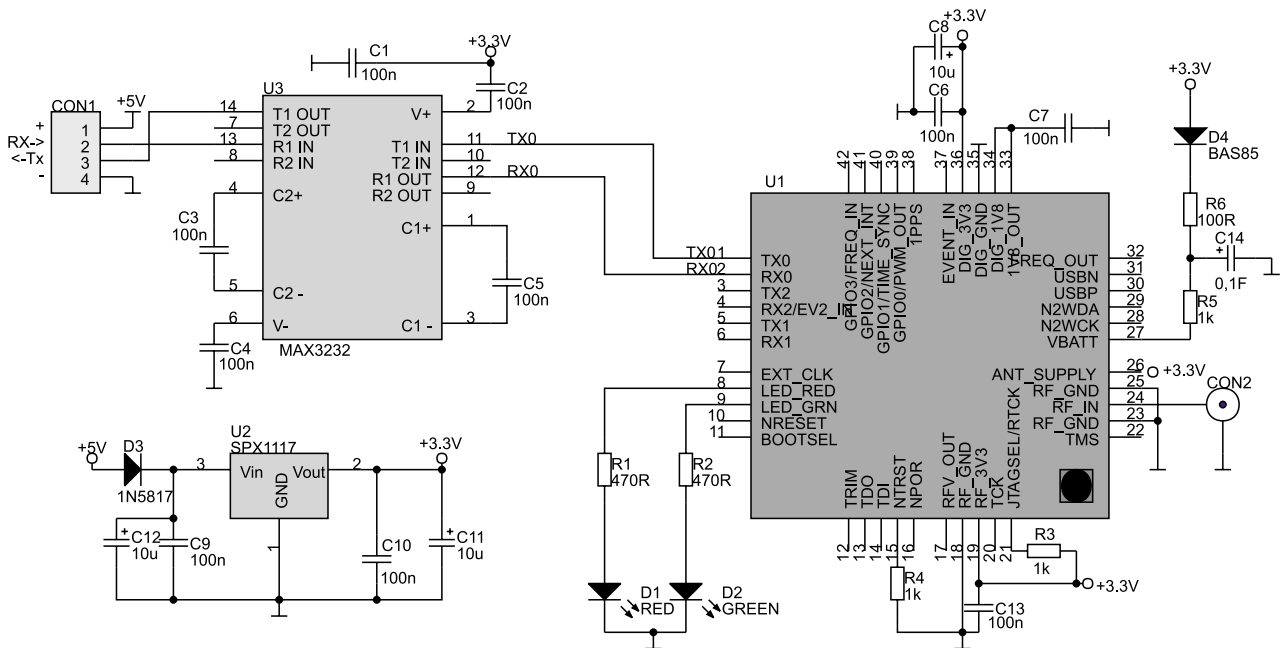 +3.3V
C1
100n
C2
100n
U3
MAX3232
14
7
13
8
4
5
6
T1 OUT
T2 OUT
R1 IN
R2 IN
C2+
C2 -
V-
V+
T1 IN
T2 IN
R1 OUT
R2 OUT
C1+
C1 -
2
11
10
12
9
1
3
TX0
RX0
CON1
+5V
+
RX->
<-Tx
-
1
2
3
4
C3
100n
C4
100n
C5
100n
+5V
D3
1N5817
U2
SPX1117
3
Vin
Vout
GND
2
1
+3.3V
C12
10u
C9
100n
C10
100n
C11
10u
+3.3V
C8
10u
C6
100n
C7
100n
U1
42
41
40
39
38
37
36
35
34
33
GPIO3/FREQ_IN
GPIO2/NEXT_INT
GPIO1/TIME_SYNC
GPIO0/PWM_OUT
1PPS
EVENT_IN
DIG_3V3
DIG_GND
DIG_1V8
1V8_OUT
TX01
RX02
3
4
5
6
7
8
9
10
11
TX0
RX0
TX2
RX2/EV2_IN
TX1
RX1
EXT_CLK
LED_RED
LED_GRN
NRESET
BOOTSEL
FREQ_OUT
USBN
USBP
N2WDA
N2WCK
VBATT
ANT_SUPPLY
RF_GND
RF_IN
RF_GND
TMS
32
31
30
29
28
27
26
25
24
23
22
TRIM
TDO
TDI
NTRST
NPOR
RFV_OUT
RF_GND
RF_3V3
TCK
JTAGSEL/RTCK
12
13
14
15
16
17
18
19
20
21
+3.3V
D4
BAS85
R6
100R
C14
0,1F
R5
1k
+3.3V
CON2
R1
470R
R2
470R
D1
RED
D2
GREEN
R4
1k
R3
1k
+3.3V
C13
100n